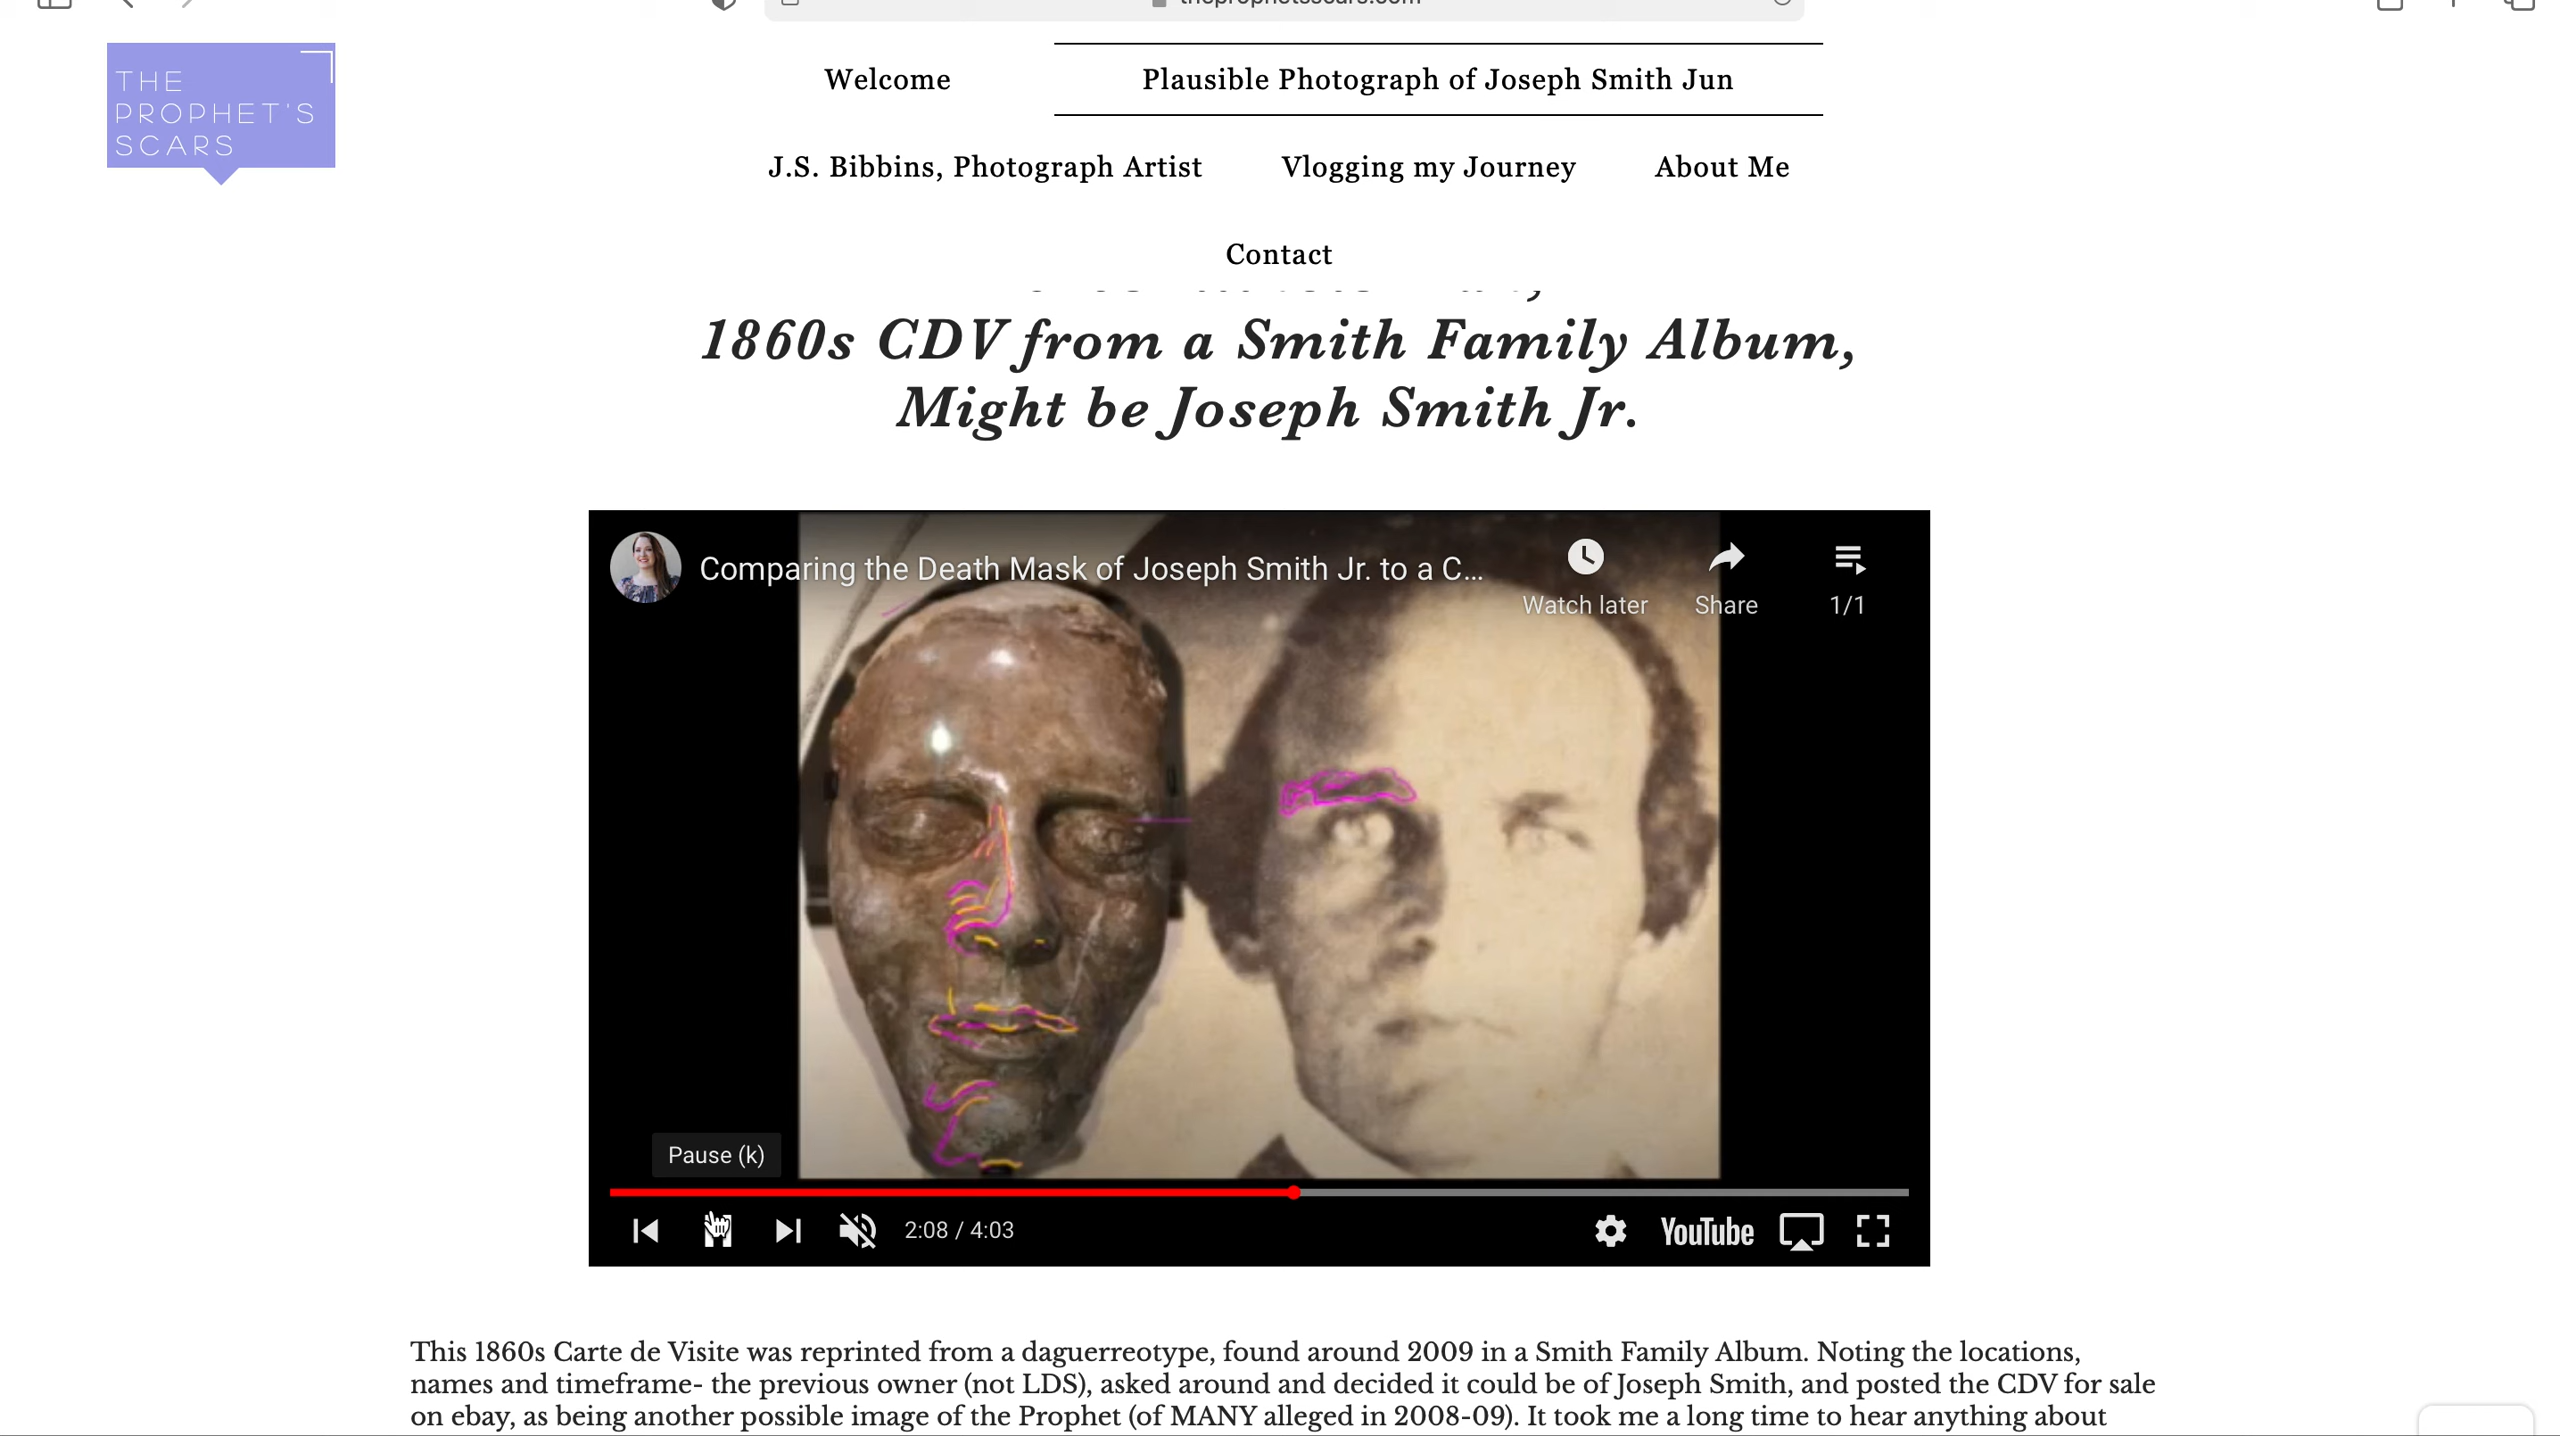 THE
PROPHET'S
SCARS
Welcome
Plausible Photograph of Joseph Smith Jun
J.S. Bibbins, Photograph Artist
Vlogging my Journey
About Me
Contact
1860s CDV from a Smith Family Album,
Might be Joseph Smith Jr.
Comparing the Death Mask of Joseph Smith Jr. to a C...
Watch later
Share
1/1
Pause (k)
2:08 / 4:03
YouTube
This 1860s Carte de Visite was reprinted from a daguerreotype, found around 2009 in a Smith Family Album. Noting the locations,
names and timeframe- the previous owner (not LDS), asked around and decided it could be of Joseph Smith, and posted the CDV for sale
on ebay, as being another possible image of the Prophet (of MANY alleged in 2008-09). It took me a long time to hear anything about